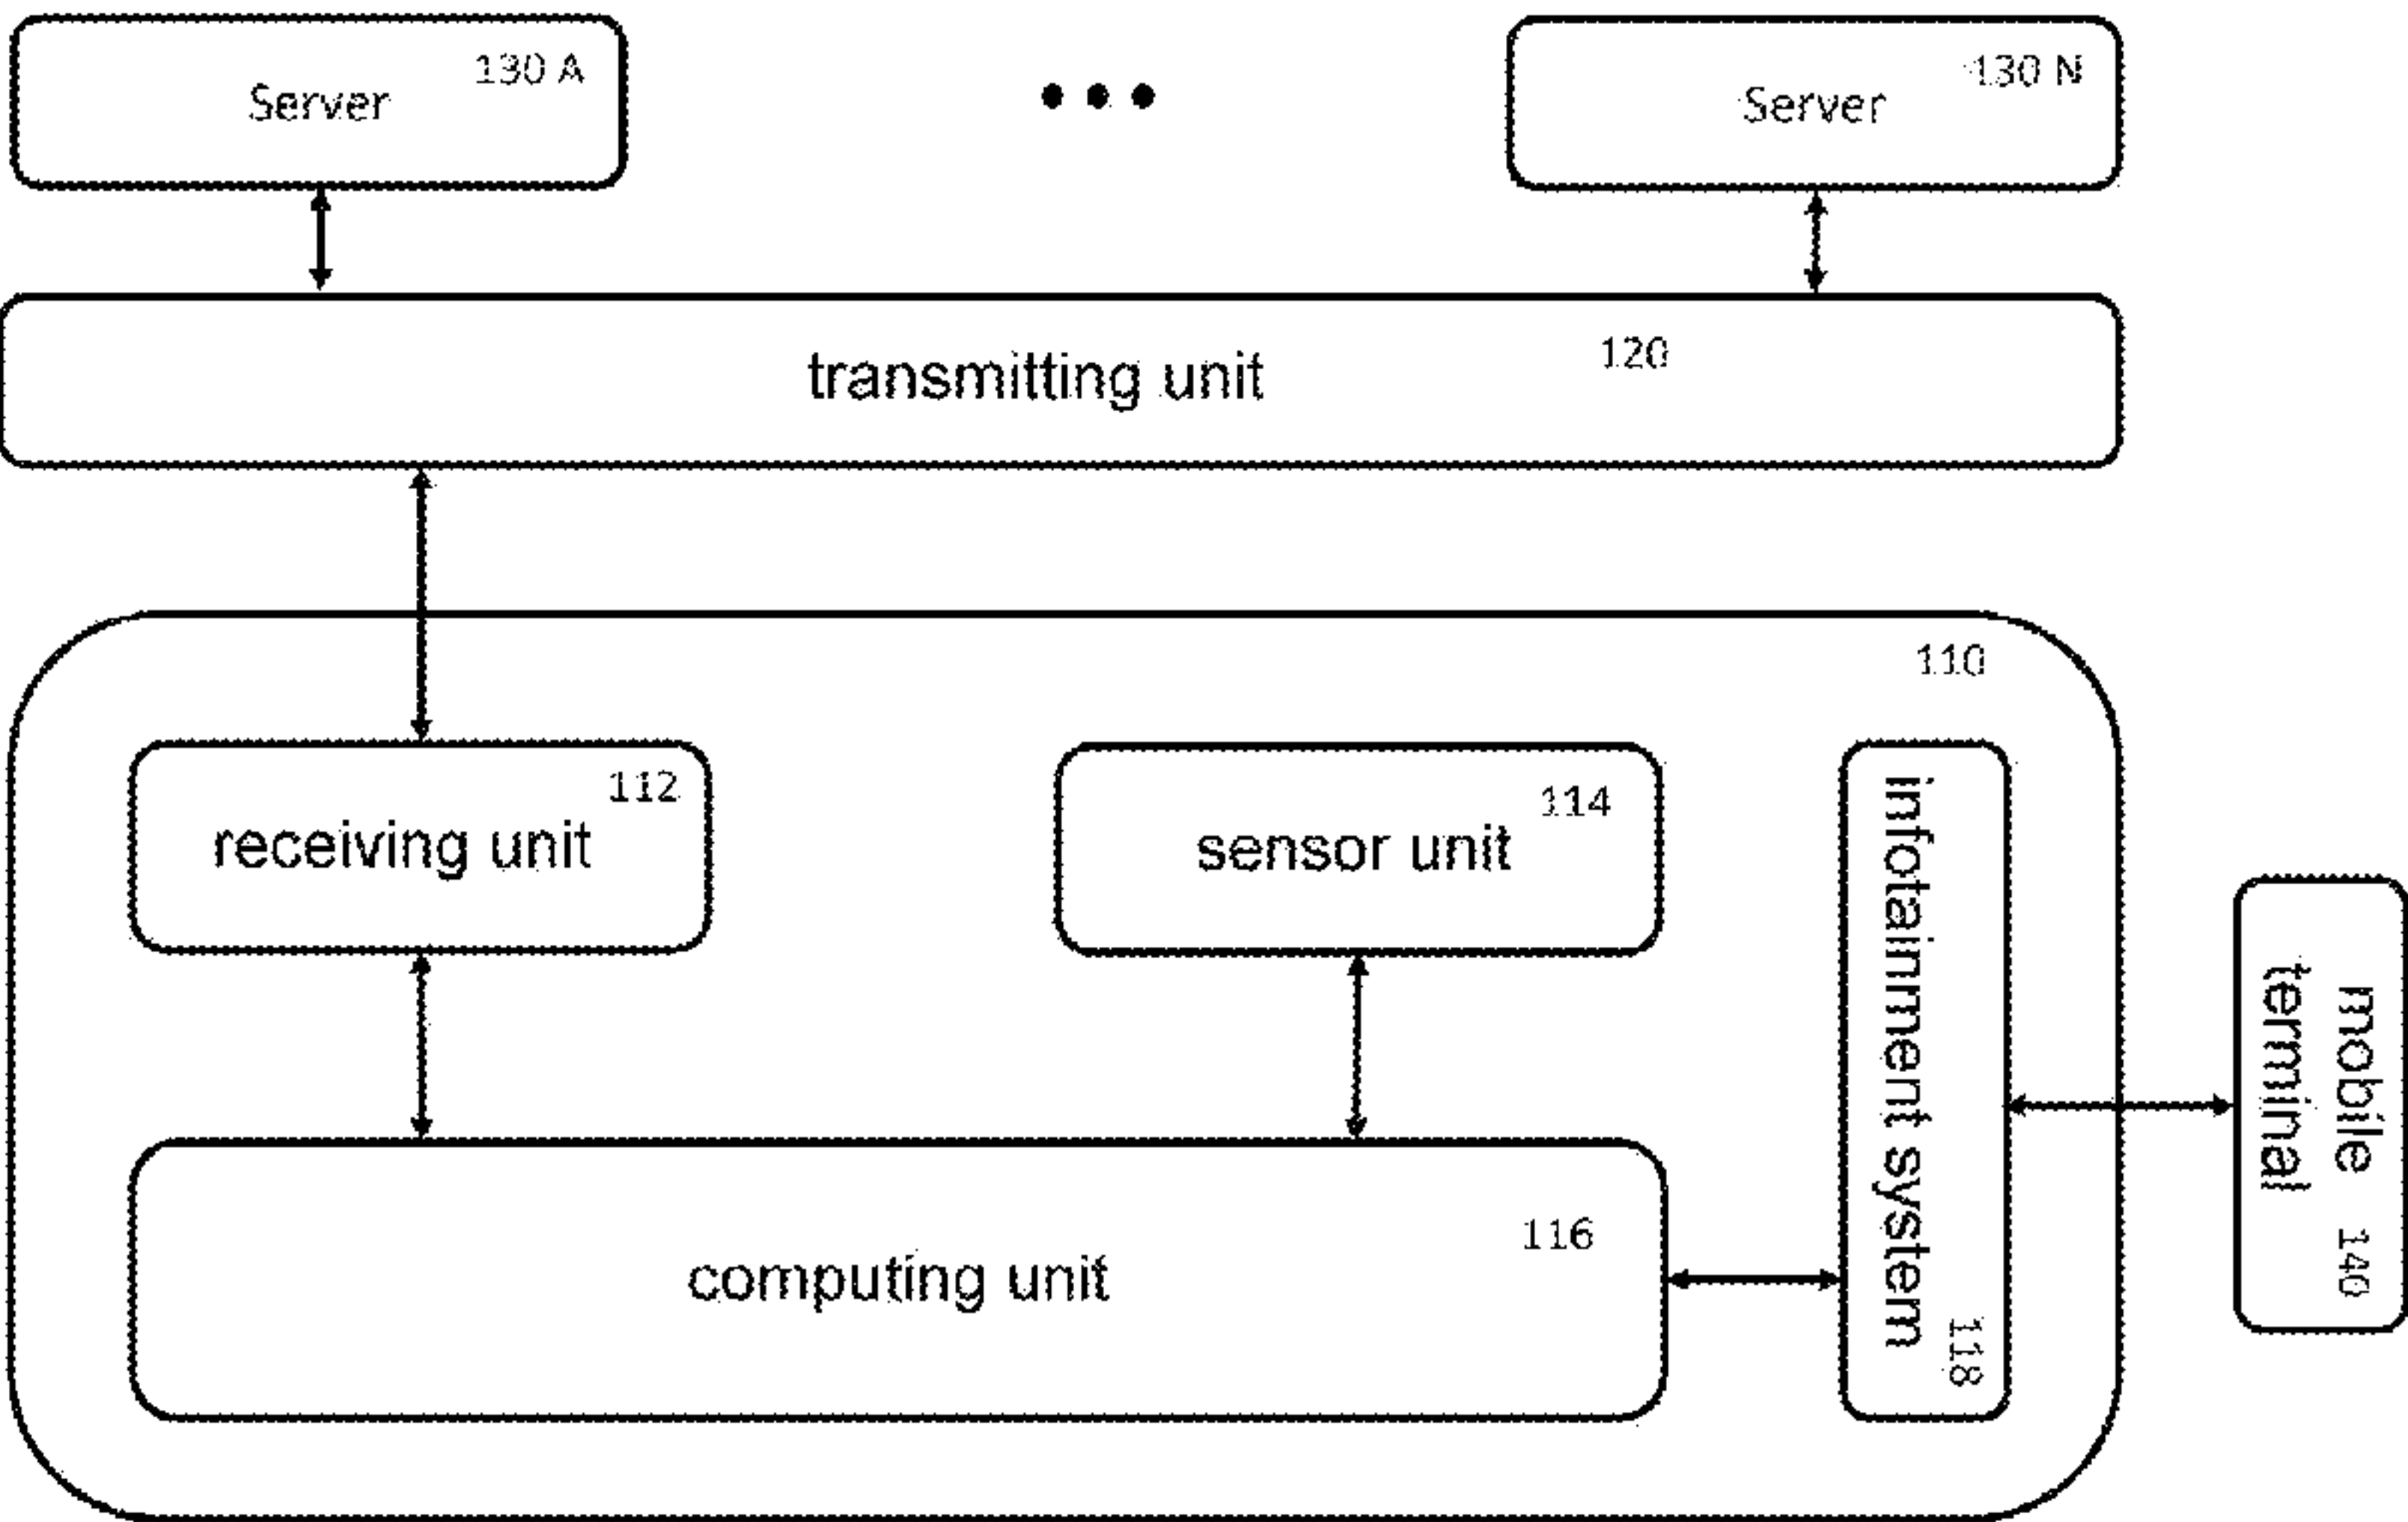 130 A
Server
130 N
Server
transmitting unit
120
110
112
receiving unit
114
sensor unit
infotainment system
118
mobile
terminal
140
116
computing unit